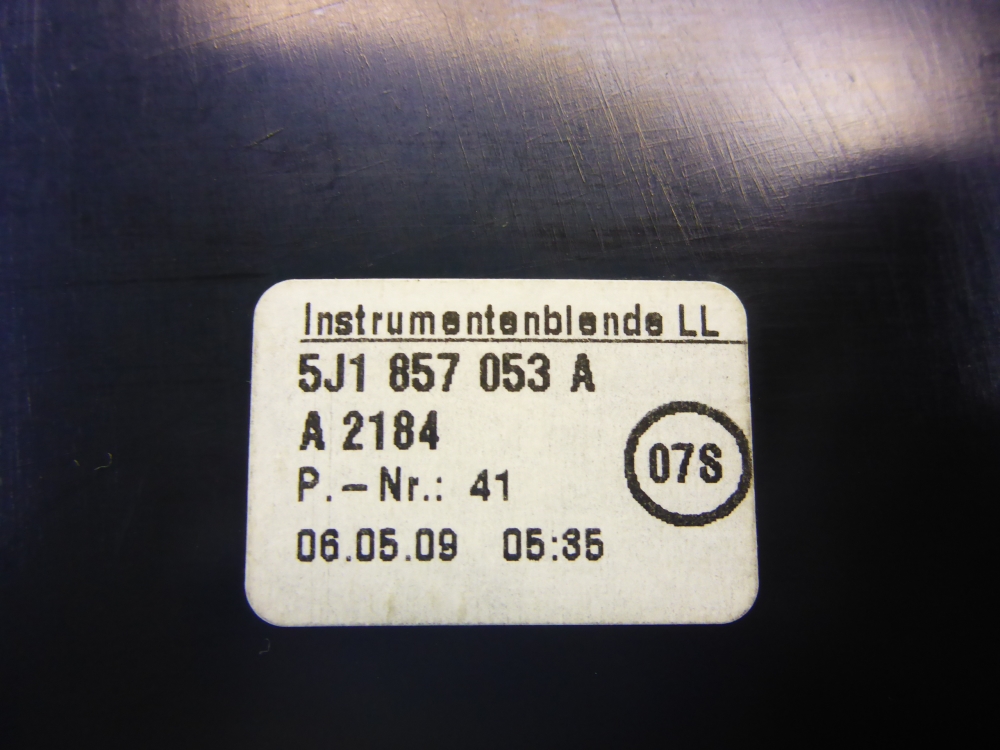 Instrumentenblende LL
5J1 857 053 A
A 2184
07S
P.-Nr.: 41
06.05.09 05:35